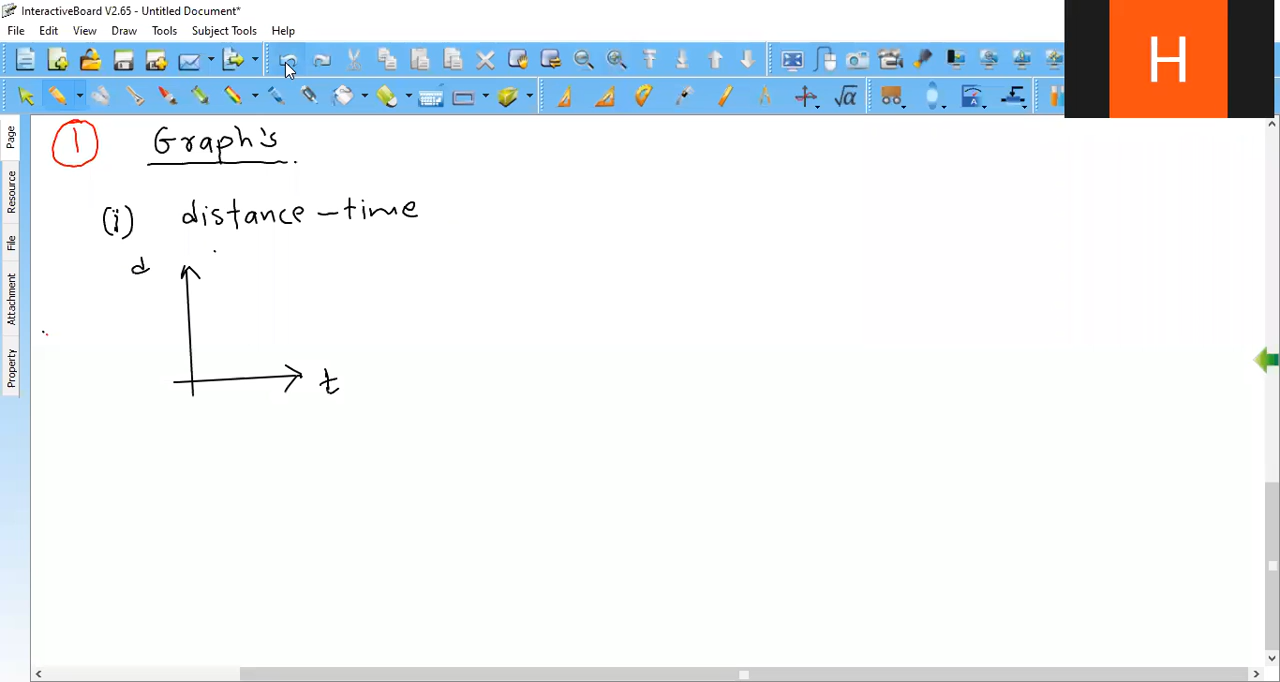 InteractiveBoard V2.65 - Untitled Document*
File Edit View Draw Tools Subject Tools Help
H
Page
Resource
File
Attachment
Property
1 Graph's
(i) distance - time
d
t